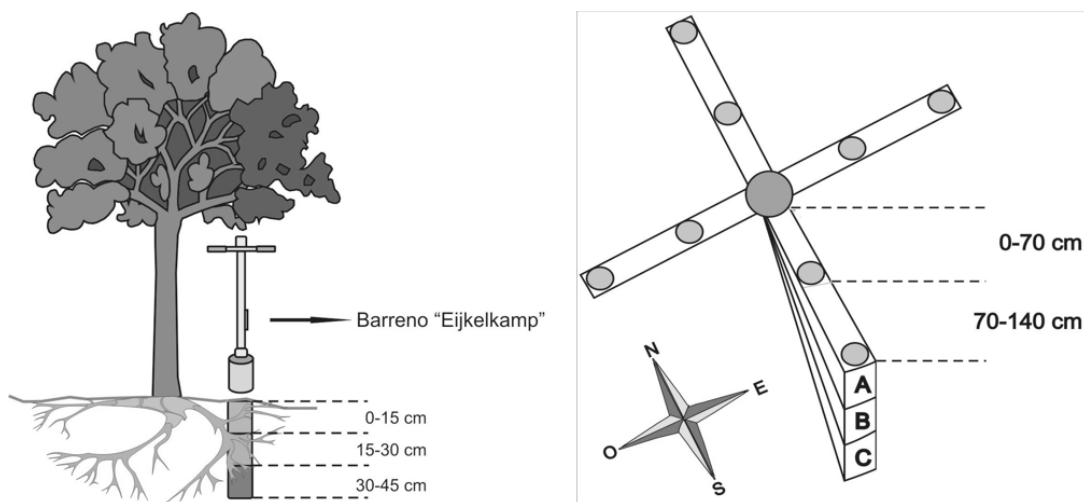 Barreno “Eijkelkamp”
0-15 cm
15-30 cm
30-45 cm
0-70 cm
70-140 cm
A
B
C
N
E
O
S